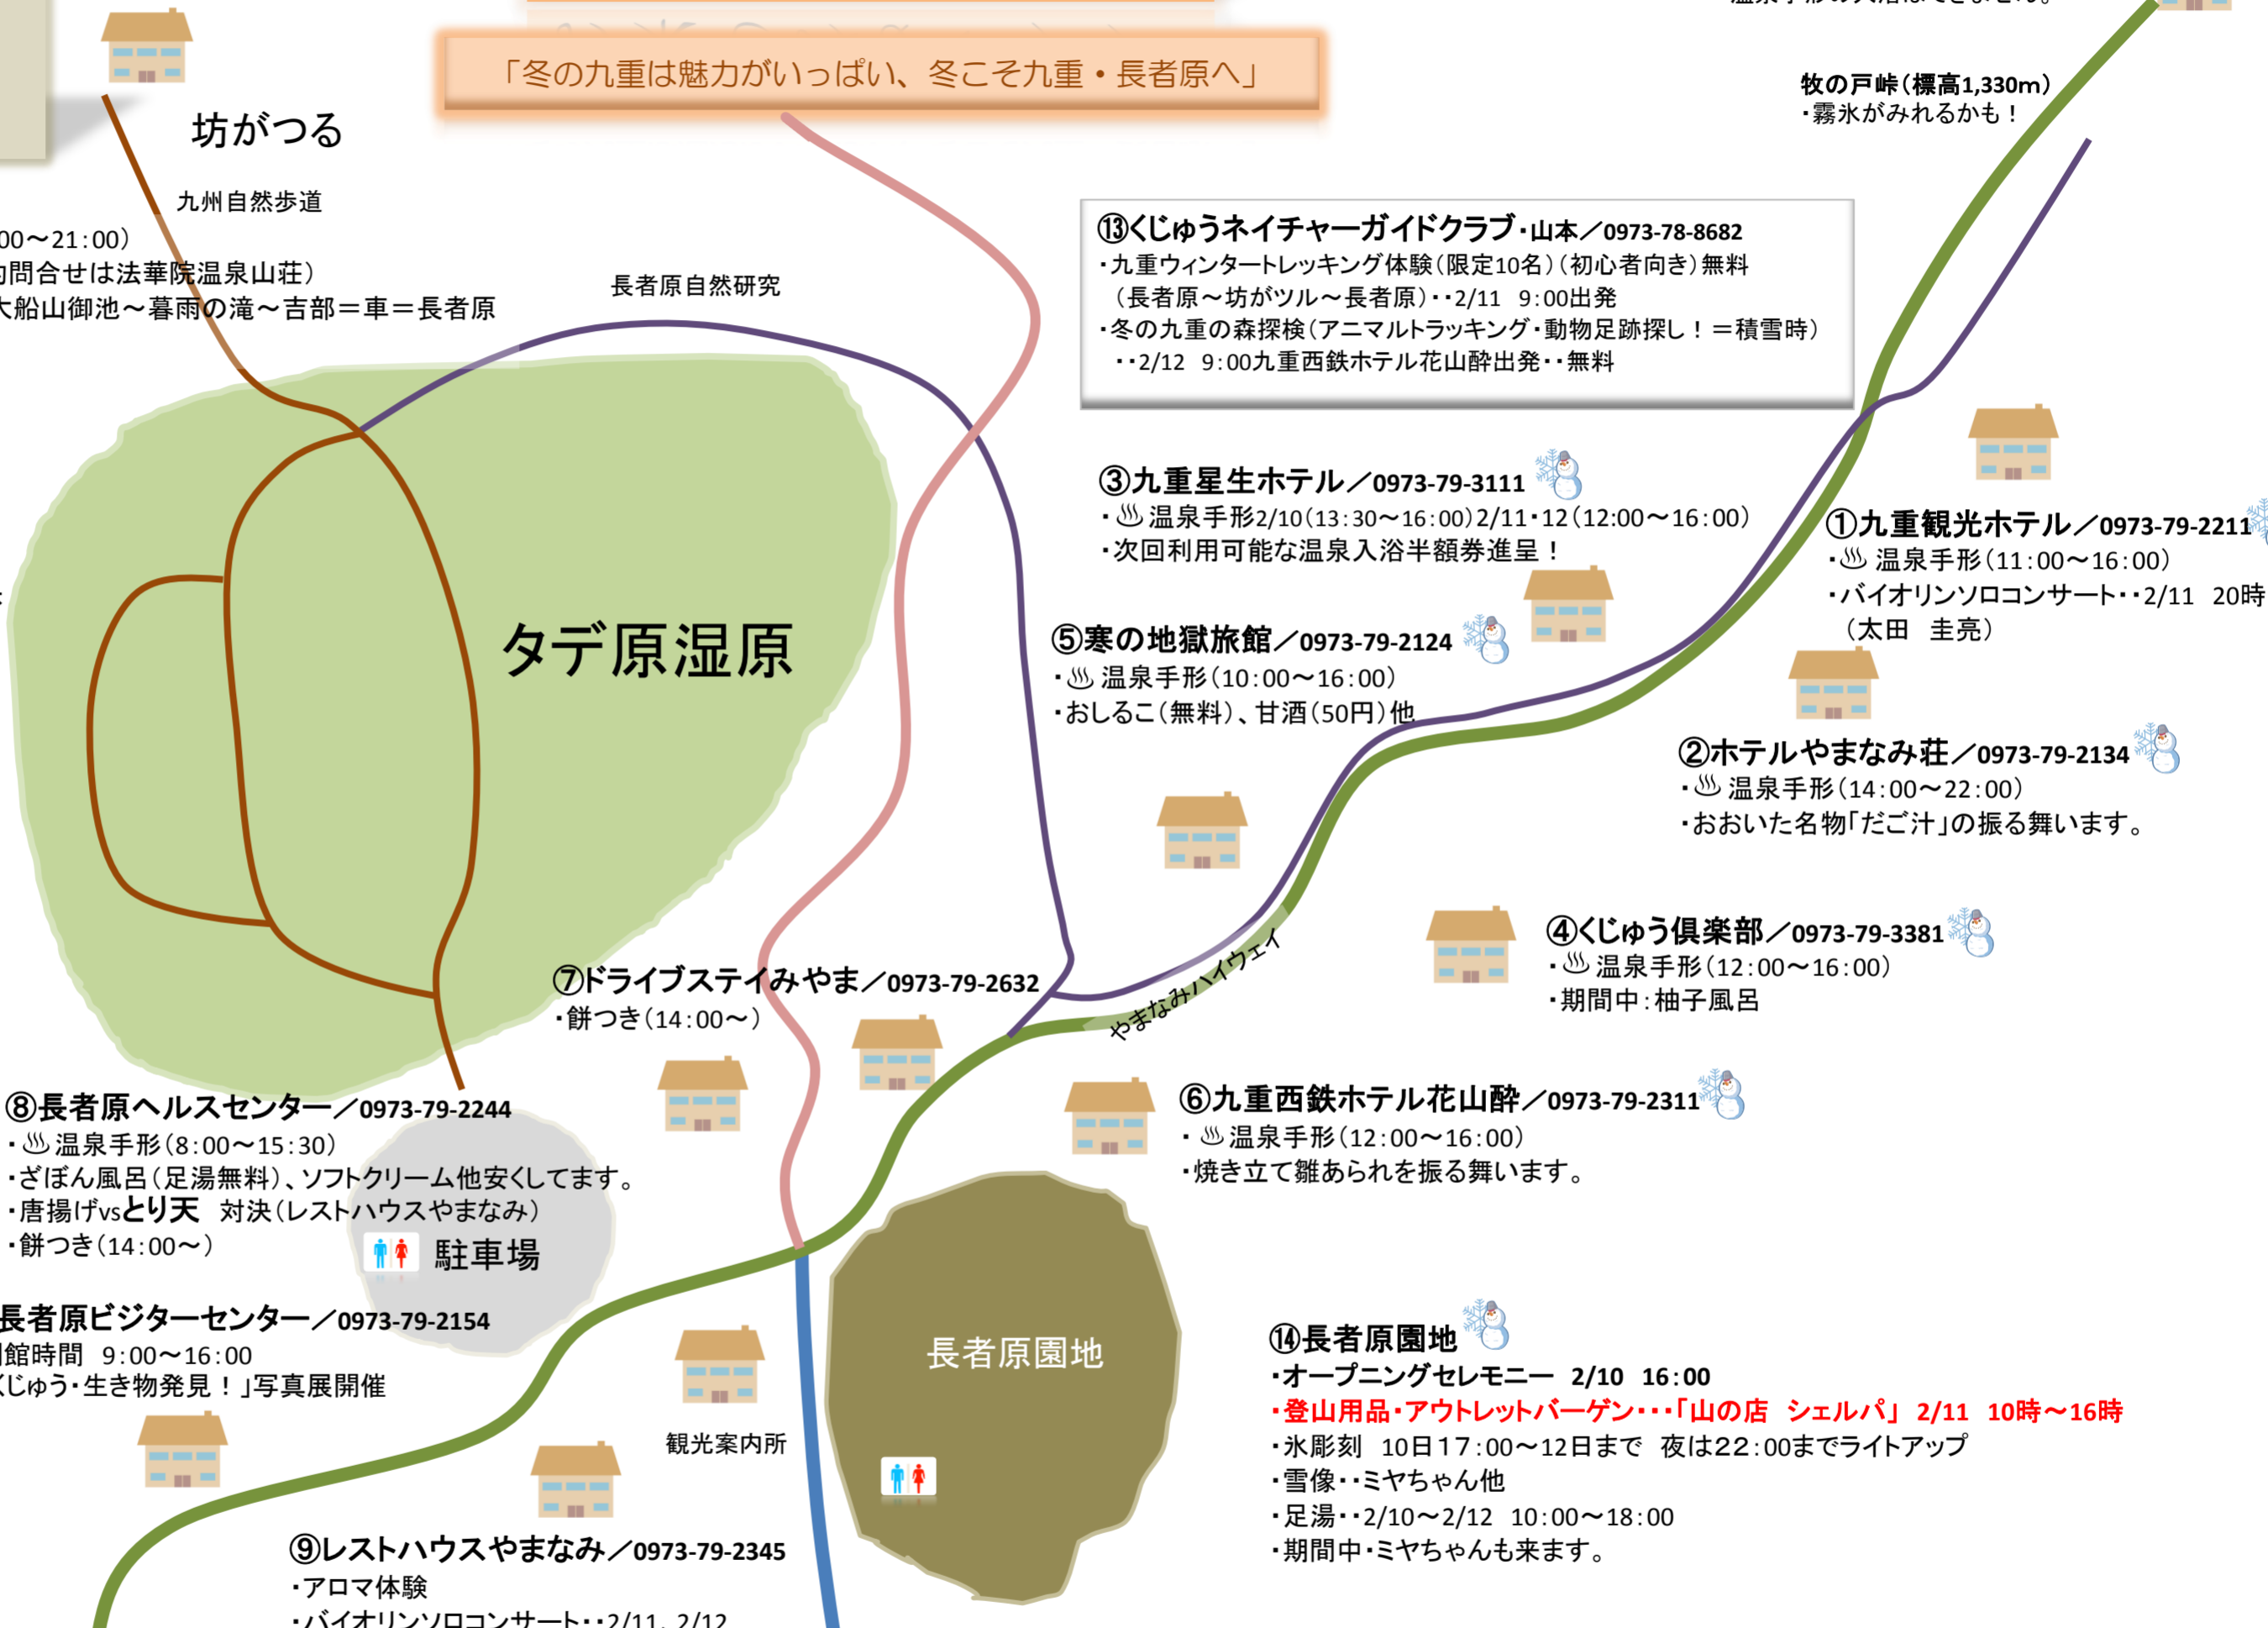 「冬の九重は魅力がいっぱい、冬こそ九重・長者原へ」
牧の戸峠(標高1,330m)
・霧氷がみれるかも!
坊がつる
九州自然歩道
00~21:00)
問合せは法華院温泉山荘)
大船山御池~暮雨の滝~吉部=車=長者原
長者原自然研究
⑬くじゅうネイチャーガイドクラブ・山本/0973-78-8682
・九重ウィンタートレッキング体験(限定10名)(初心者向き)無料
(長者原~坊がツル~長者原)・・2/11 9:00出発
・冬の九重の森探検(アニマルトラッキング・動物足跡探し!=積雪時)
・・2/12 9:00九重西鉄ホテル花山酔出発・・無料
③九重星生ホテル/0973-79-3111
・♨温泉手形2/10(13:30~16:00)2/11・12(12:00~16:00)
・次回利用可能な温泉入浴半額券進呈!
①九重観光ホテル/0973-79-2211
・♨ 温泉手形(11:00~16:00)
・バイオリンソロコンサート・・2/11 20時
(太田 圭亮)
タデ原湿原
⑤寒の地獄旅館/0973-79-2124
・♨ 温泉手形(10:00~16:00)
・おしるこ(無料)、甘酒(50円)他
②ホテルやまなみ荘/0973-79-2134
・♨ 温泉手形(14:00~22:00)
・おおいた名物「だご汁」の振る舞います。
④くじゅう倶楽部/0973-79-3381
・♨ 温泉手形(12:00~16:00)
・期間中:柚子風呂
やまなみハイウェイ
⑦ドライブステイみやま/0973-79-2632
・餅つき(14:00~)
⑥九重西鉄ホテル花山酔/0973-79-2311
・ ♨温泉手形(12:00~16:00)
・焼き立て雛あられを振る舞います。
⑧長者原ヘルスセンター/0973-79-2244
・♨温泉手形(8:00~15:30)
・ざぼん風呂(足湯無料)、ソフトクリーム他安くしてます。
・唐揚げvsとり天 対決(レストハウスやまなみ)
・餅つき(14:00~)
駐車場
長者原ビジターセンター/0973-79-2154
館時間 9:00~16:00
くじゅう・生き物発見!」写真展開催
観光案内所
長者原園地
⑭長者原園地
・オープニングセレモニー 2/10 16:00
・登山用品・アウトレットバーゲン・・・「山の店 シェルパ」 2/11 10時~16時
・氷彫刻 10日17:00~12日まで 夜は22:00までライトアップ
・雪像・・ミヤちゃん他
・足湯・・2/10~2/12 10:00~18:00
・期間中・ミヤちゃんも来ます。
⑨レストハウスやまなみ/0973-79-2345
・アロマ体験
・バイオリンソロコンサート・・2/11、2/12